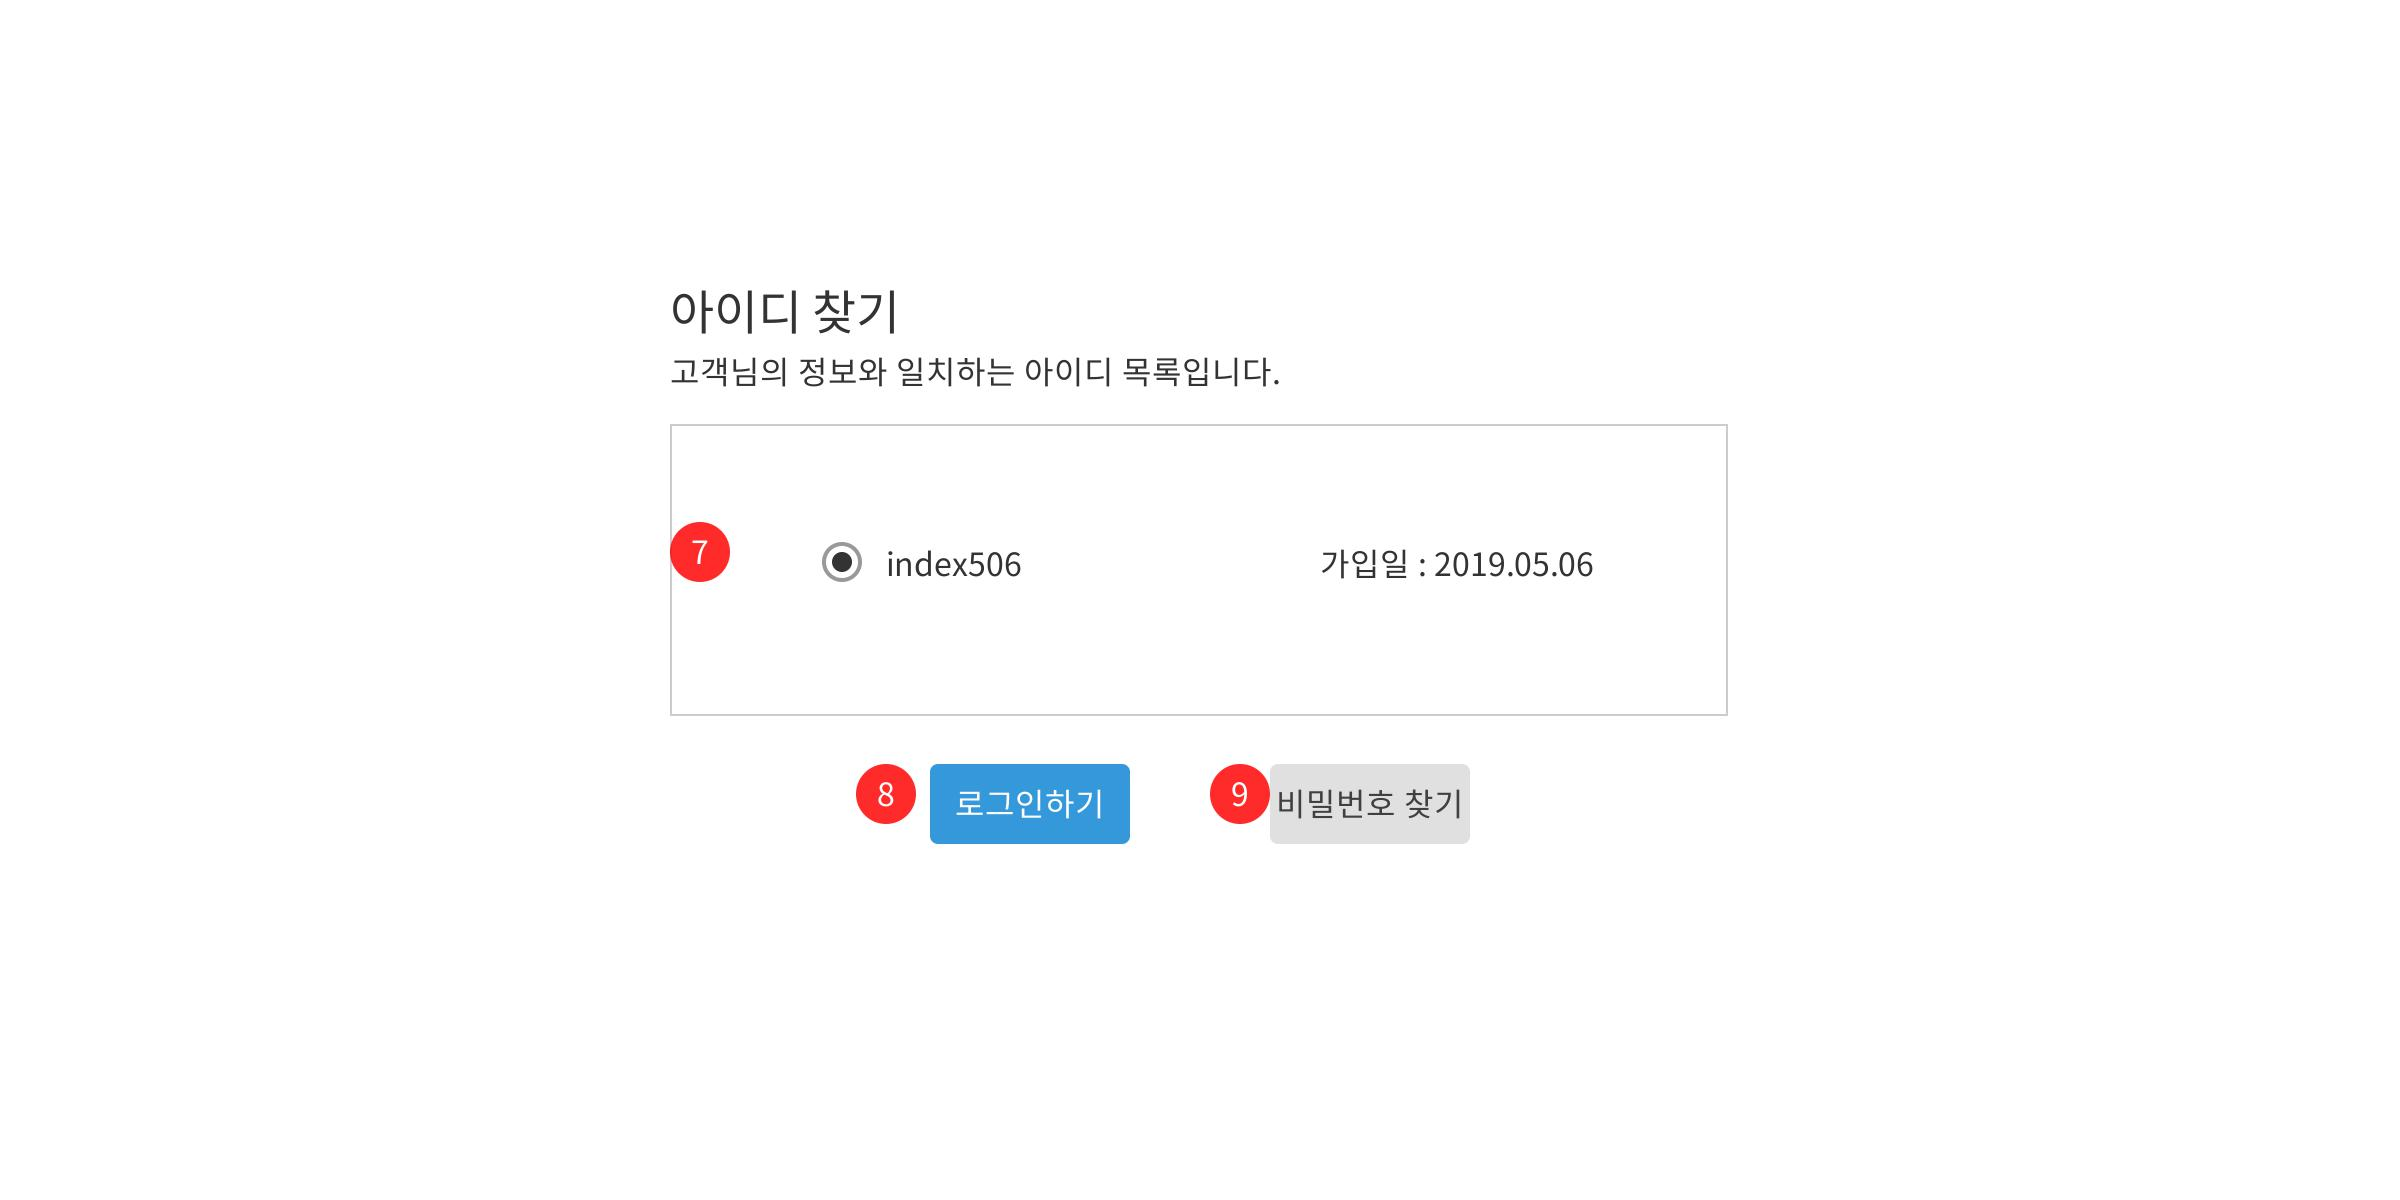 아이디 찾기
고객님의 정보와 일치하는 아이디 목록입니다.
7
index506
가입일 : 2019.05.06
8
로그인하기
9
비밀번호 찾기